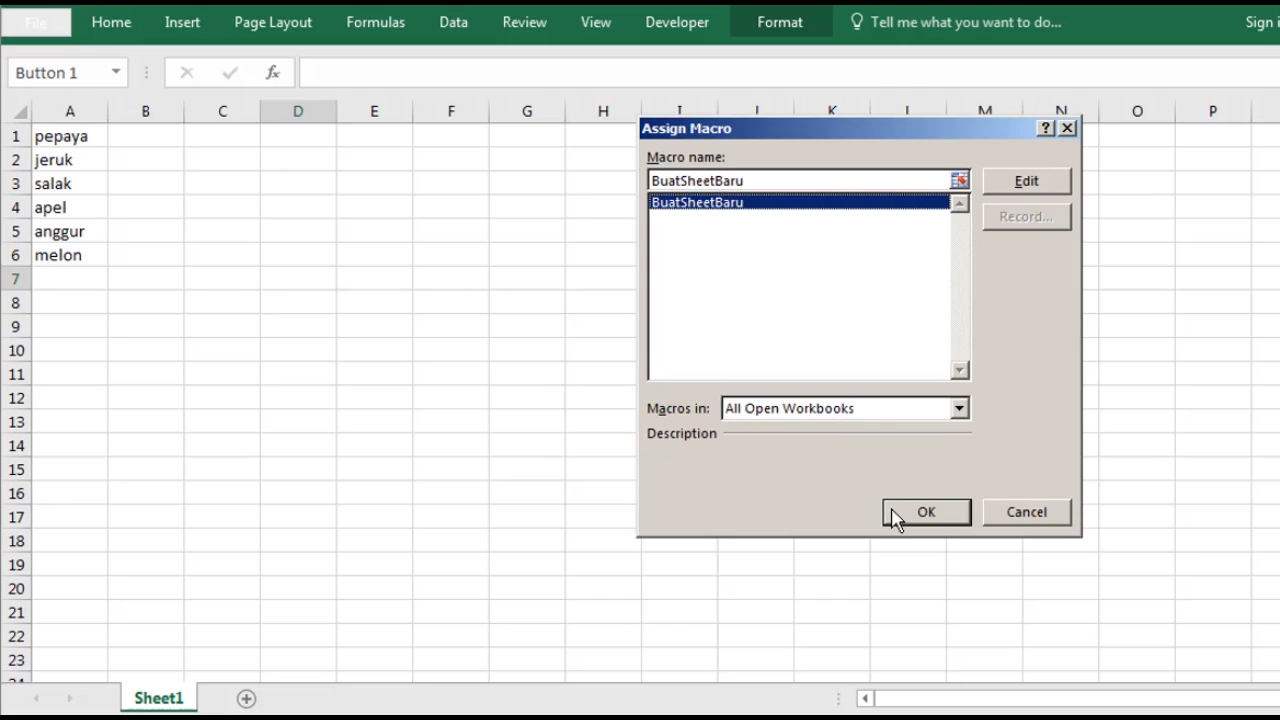 File Home Insert Page Layout Formulas Data Review View Developer Format Tell me what you want to do...
Button 1 fx
A B C D E F G H K M N O P
Assign Macro ?
Macro name:
BuatSheetBaru Edit
BuatSheetBaru
Record...
Macros in: All Open Workbooks
Description
OK Cancel
1 pepaya
2 jeruk
3 salak
4 apel
5 anggur
6 melon
7
8
9
10
11
12
13
14
15
16
17
18
19
20
21
22
23
Sheet1